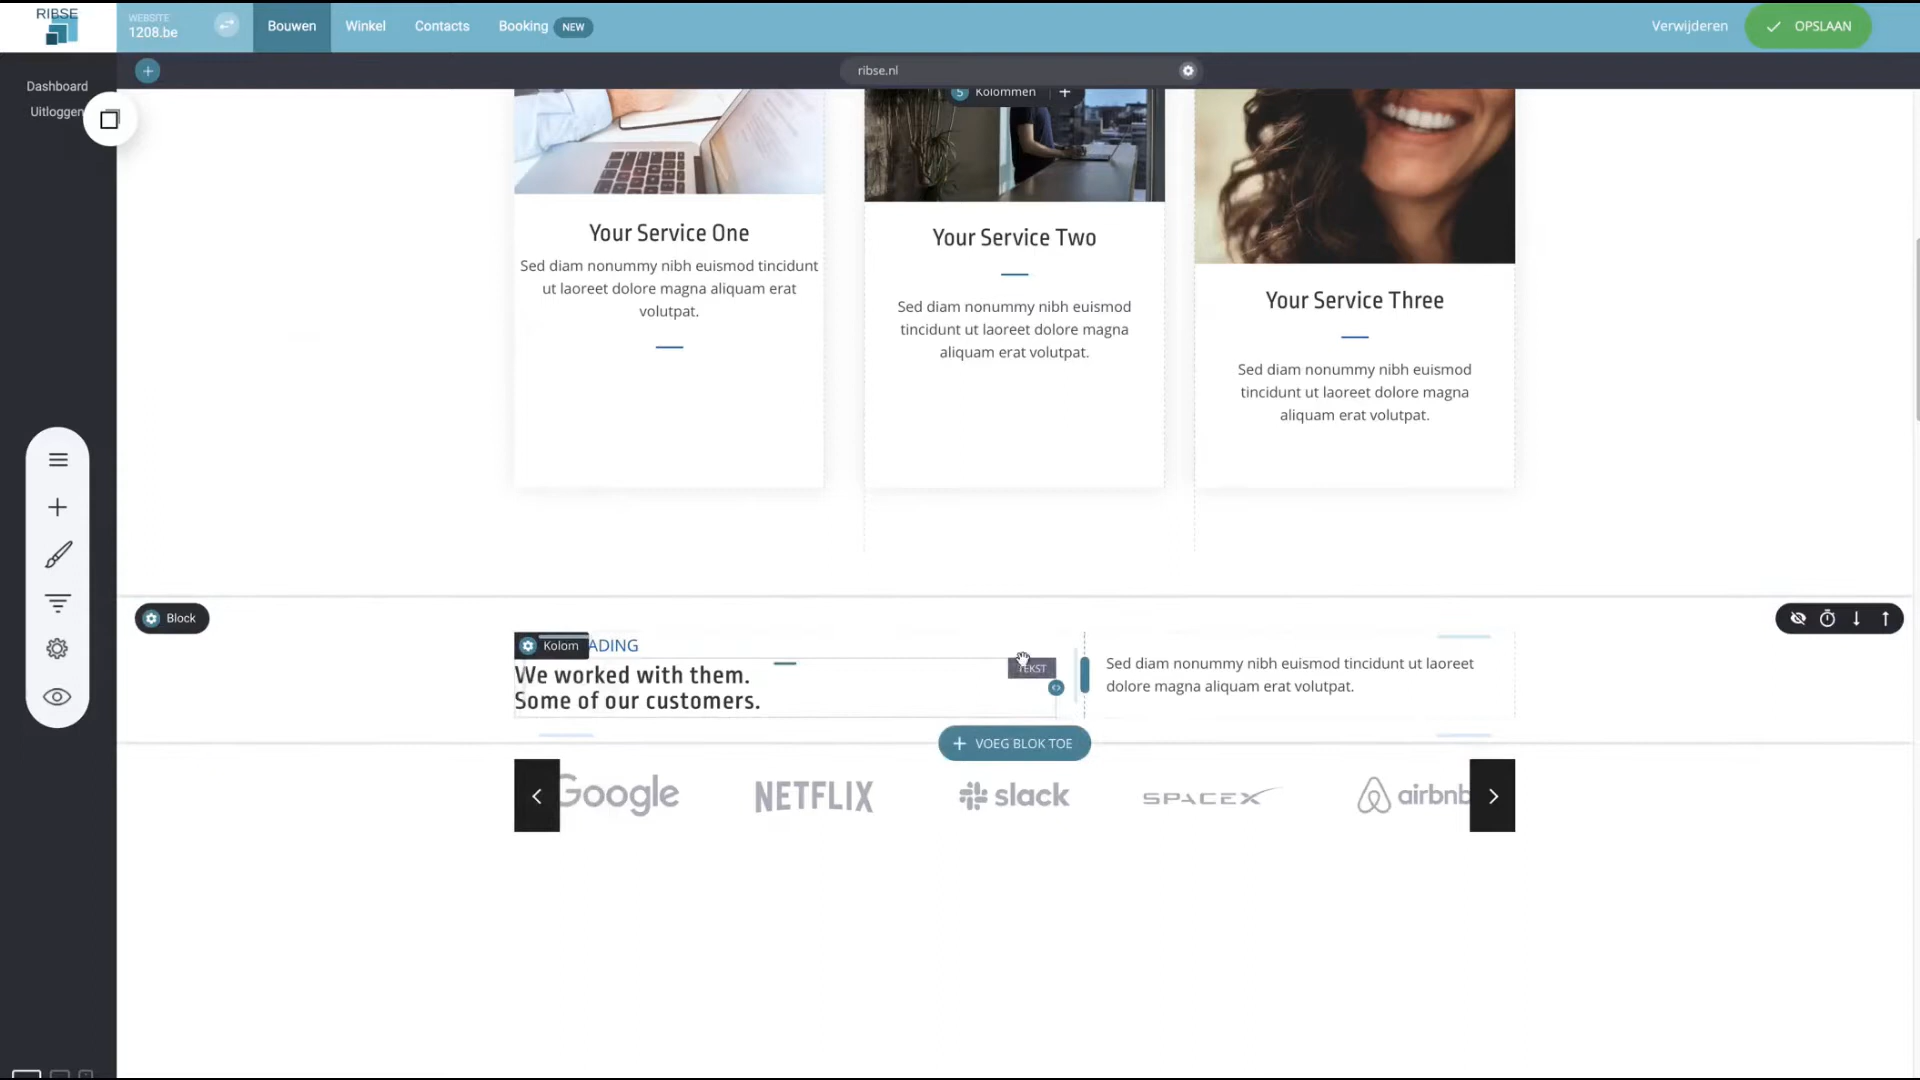 RIBSE
WEBSITE
1208.be
Bouwen
Winkel
Contacts
Booking
NEW
Verwijderen
OPSLAAN
ribse.nl
Dashboard
Uitloggen
5 Kolommen
Your Service One
Sed diam nonummy nibh euismod tincidunt
ut laoreet dolore magna aliquam erat
volutpat.
Your Service Two
Sed diam nonummy nibh euismod
tincidunt ut laoreet dolore magna
aliquam erat volutpat.
Your Service Three
Sed diam nonummy nibh euismod
tincidunt ut laoreet dolore magna
aliquam erat volutpat.
Block
Kolom
ADING
We worked with them.
Some of our customers.
TEKST
Sed diam nonummy nibh euismod tincidunt ut laoreet
dolore magna aliquam erat volutpat.
VOEG BLOK TOE
Google
NETFLIX
slack
SPACEX
airbnb